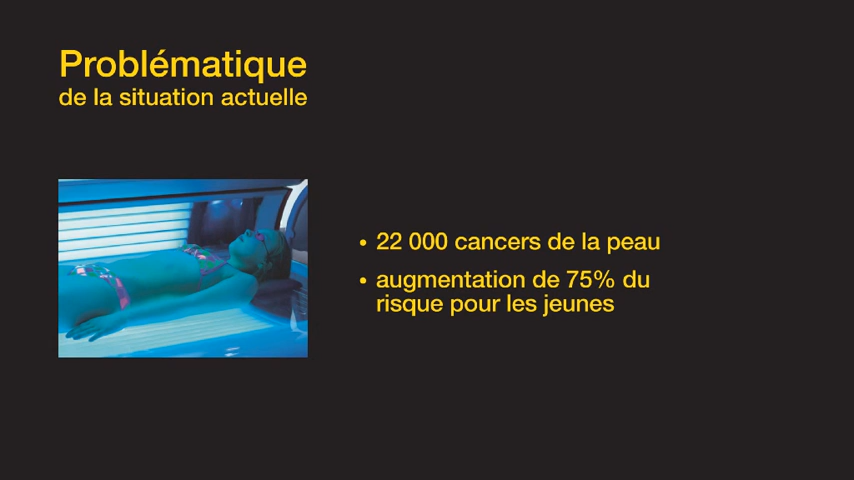 Problématique
de la situation actuelle
• 22 000 cancers de la peau
• augmentation de 75% du
risque pour les jeunes